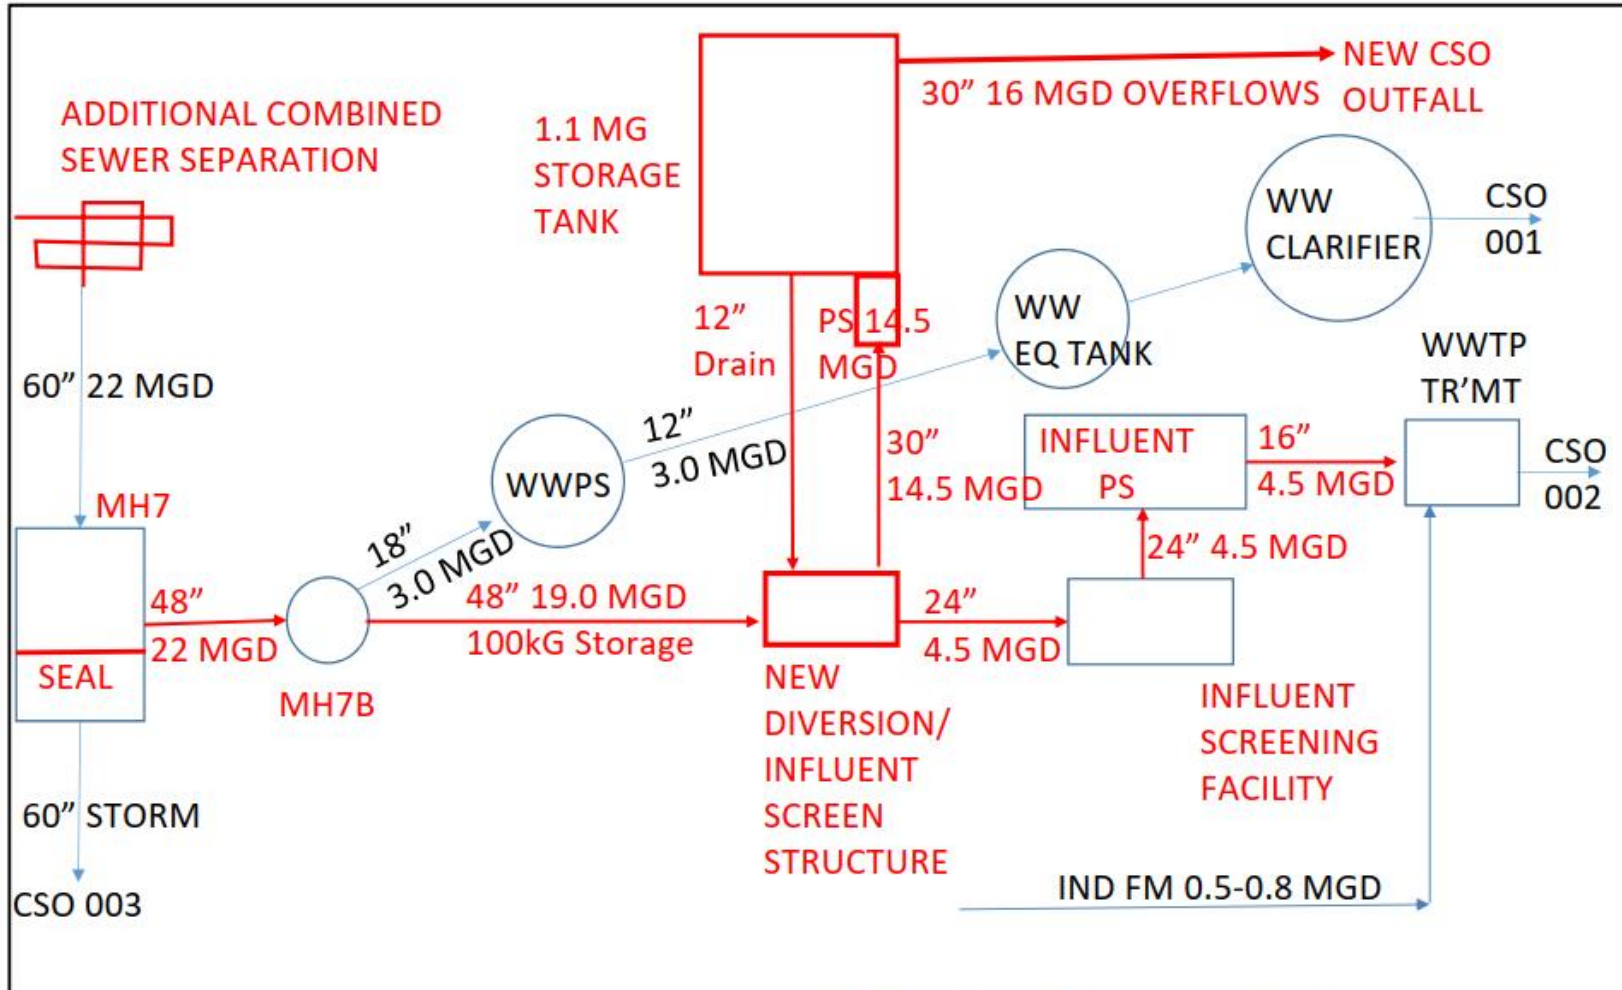 ADDITIONAL COMBINED
SEWER SEPARATION
1.1 MG
STORAGE
TANK
30” 16 MGD OVERFLOWS
NEW CSO
OUTFALL
WW
CLARIFIER
CSO
001
60” 22 MGD
12”
Drain
PS 14.5
MGD
WW
EQ TANK
WWTP
TR’MT
MH7
WWPS
12”
3.0 MGD
30”
14.5 MGD
INFLUENT
PS
16”
4.5 MGD
CSO
002
18”
3.0 MGD
24” 4.5 MGD
48”
22 MGD
SEAL
MH7B
48” 19.0 MGD
100kG Storage
24”
4.5 MGD
NEW
DIVERSION/
INFLUENT
SCREEN
STRUCTURE
INFLUENT
SCREENING
FACILITY
60” STORM
CSO 003
IND FM 0.5-0.8 MGD